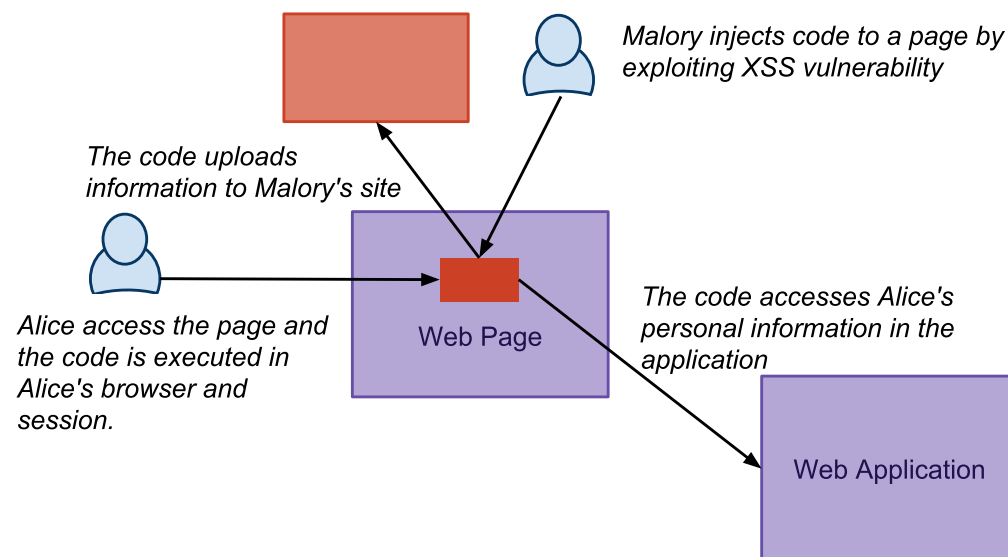 Malory injects code to a page by
exploiting XSS vulnerability
The code uploads
information to Malory's site
Alice access the page and
the code is executed in
Alice's browser and
session.
Web Page
The code accesses Alice's
personal information in the
application
Web Application